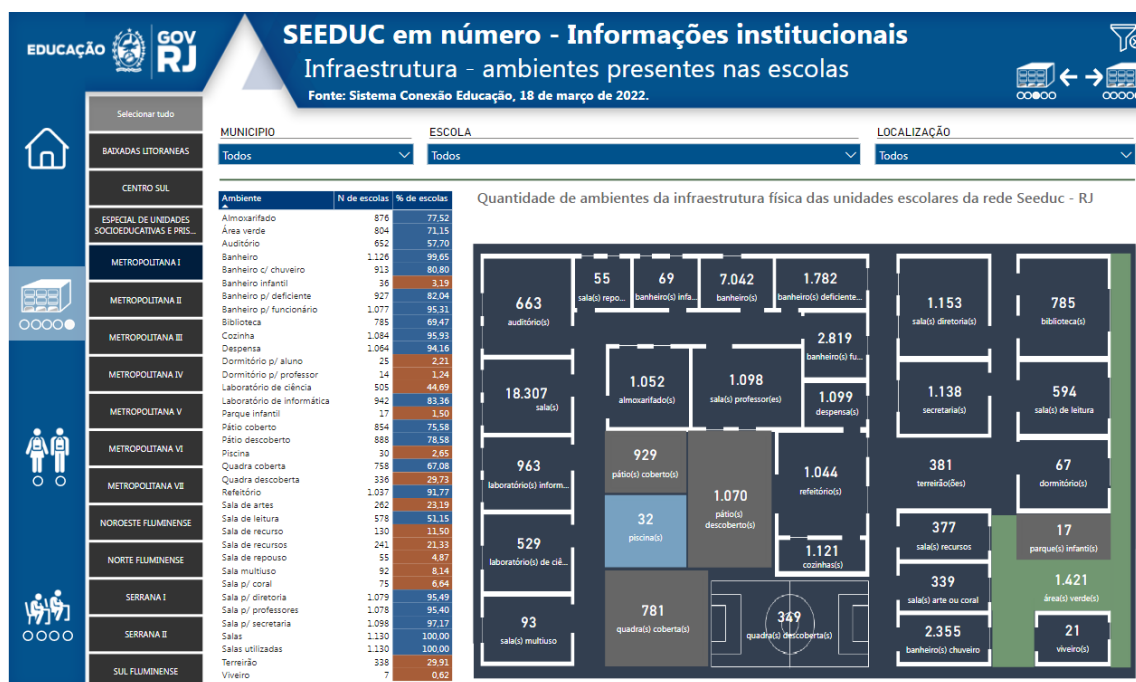 EDUCAÇÃO
GOV
RJ
SEEDUC em número - Informações institucionais
Infraestrutura - ambientes presentes nas escolas
Fonte: Sistema Conexão Educação, 18 de março de 2022.
Selecionar tudo
BAIXADAS LITORANEAS
CENTRO SUL
ESPECIAL DE UNIDADES
SOCIOEDUCATIVAS E PRIS...
METROPOLITANA I
METROPOLITANA II
METROPOLITANA III
METROPOLITANA IV
METROPOLITANA V
METROPOLITANA VI
METROPOLITANA VII
NOROESTE FLUMINENSE
NORTE FLUMINENSE
SERRANA I
SERRANA II
SUL FLUMINENSE
MUNICIPIO
Todos
ESCOLA
Todos
LOCALIZAÇÃO
Todos
Ambiente N de escolas % de escolas
Almoxarifado 876 77,52
Área verde 804 71,15
Auditório 652 57,70
Banheiro 1.126 99,65
Banheiro c/ chuveiro 913 80,80
Banheiro infantil 36 3,19
Banheiro p/ deficiente 927 82,04
Banheiro p/ funcionário 1.077 95,31
Biblioteca 785 69,47
Cozinha 1.084 95,93
Despensa 1.064 94,16
Dormitório p/ aluno 25 2,21
Dormitório p/ professor 14 1,24
Laboratório de ciência 505 44,69
Laboratório de informática 942 83,36
Parque infantil 17 1,50
Pátio coberto 854 75,58
Pátio descoberto 888 78,58
Piscina 30 2,65
Quadra coberta 758 67,08
Quadra descoberta 336 29,73
Refeitório 1.037 91,77
Sala de artes 262 23,19
Sala de leitura 578 51,15
Sala de recurso 130 11,50
Sala de recursos 241 21,33
Sala de repouso 55 4,87
Sala multiuso 92 8,14
Sala p/ coral 75 6,64
Sala p/ diretoria 1.079 95,49
Sala p/ professores 1.078 95,40
Sala p/ secretaria 1.098 97,17
Salas 1.130 100,00
Salas utilizadas 1.130 100,00
Terreirão 338 29,91
Viveiro 7 0,62
Quantidade de ambientes da infraestrutura física das unidades escolares da rede Seeduc - RJ
663
auditório(s)
55
sala(s) repo...
69
banheiro(s) infa...
7.042
banheiro(s)
1.782
banheiro(s) deficiente...
2.819
banheiro(s) fu...
1.153
sala(s) diretoria(s)
785
biblioteca(s)
18.307
sala(s)
1.052
almoxarifado(s)
1.098
sala(s) professor(es)
1.099
despensa(s)
1.138
secretaria(s)
594
sala(s) de leitura
963
laboratório(s) inform...
929
pátio(s) coberto(s)
1.070
pátio(s)
descoberto(s)
1.044
refeitório(s)
381
terreirão(ões)
67
dormitório(s)
32
piscina(s)
529
laboratório(s) de ciê...
1.121
cozinhas(s)
377
sala(s) recursos
17
parque(s) infanti(s)
339
sala(s) arte ou coral
1.421
área(s) verde(s)
93
sala(s) multiuso
781
quadra(s) coberta(s)
349
quadra(s) descoberta(s)
2.355
banheiro(s) chuveiro
21
viveiro(s)